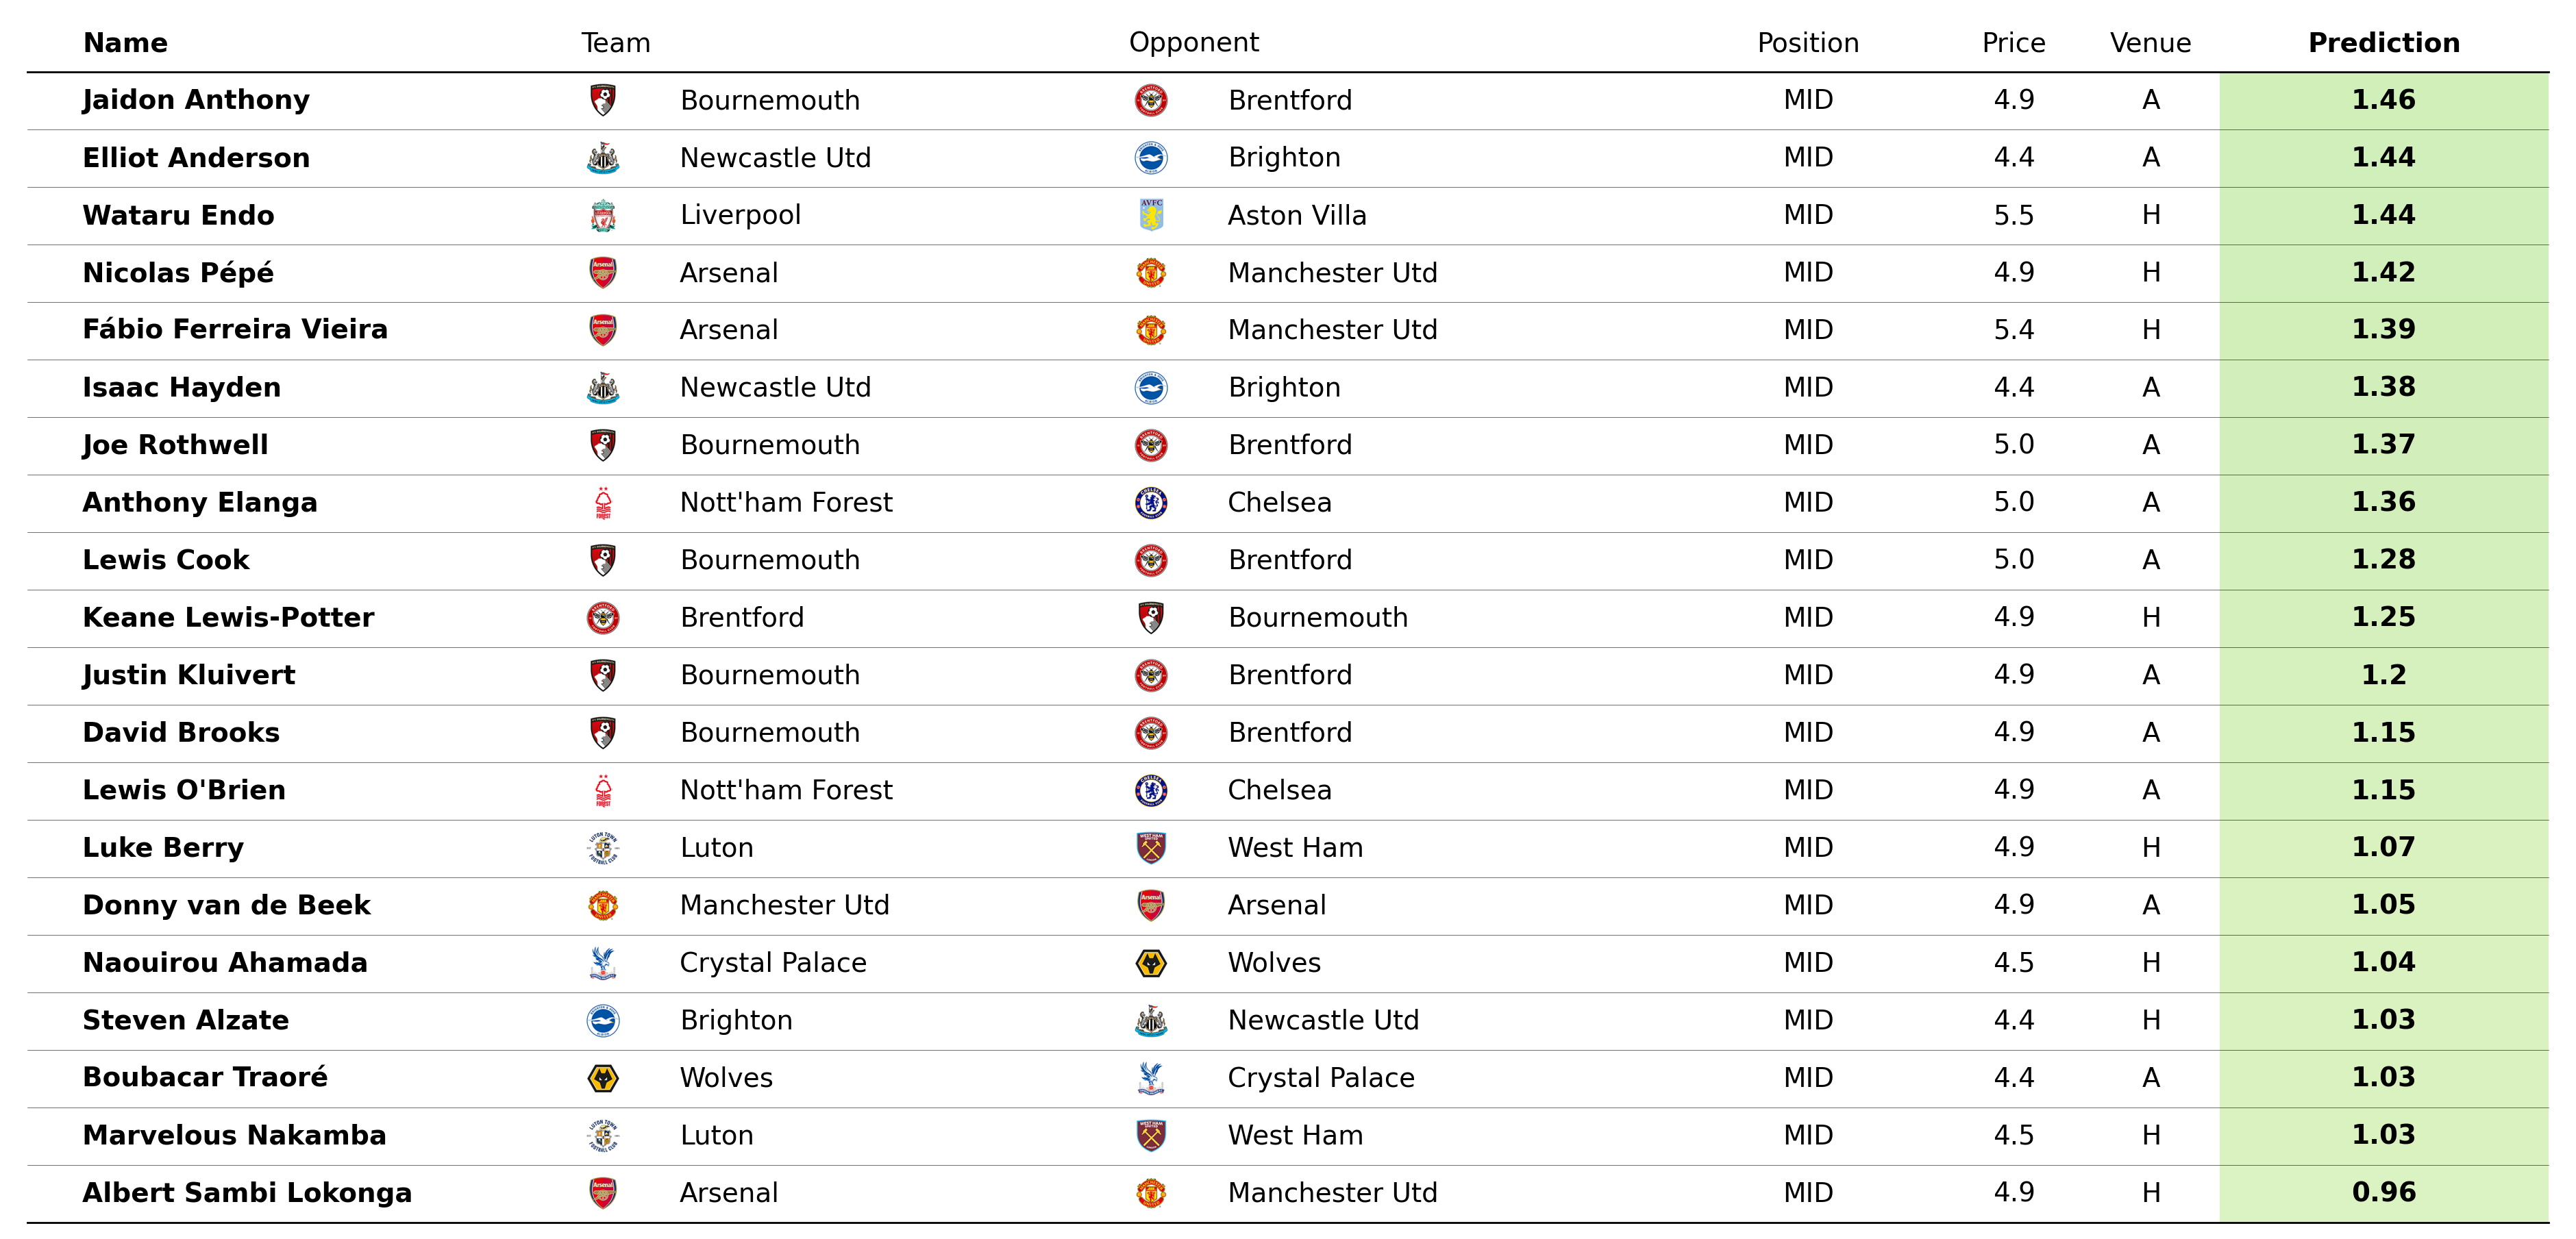 Name Team Opponent Position Price Venue Prediction
Jaidon Anthony Bournemouth Brentford MID 4.9 A 1.46
Elliot Anderson Newcastle Utd Brighton MID 4.4 A 1.44
Wataru Endo Liverpool Aston Villa MID 5.5 H 1.44
Nicolas Pépé Arsenal Manchester Utd MID 4.9 H 1.42
Fábio Ferreira Vieira Arsenal Manchester Utd MID 5.4 H 1.39
Isaac Hayden Newcastle Utd Brighton MID 4.4 A 1.38
Joe Rothwell Bournemouth Brentford MID 5.0 A 1.37
Anthony Elanga Nott'ham Forest Chelsea MID 5.0 A 1.36
Lewis Cook Bournemouth Brentford MID 5.0 A 1.28
Keane Lewis-Potter Brentford Bournemouth MID 4.9 H 1.25
Justin Kluivert Bournemouth Brentford MID 4.9 A 1.2
David Brooks Bournemouth Brentford MID 4.9 A 1.15
Lewis O'Brien Nott'ham Forest Chelsea MID 4.9 A 1.15
Luke Berry Luton West Ham MID 4.9 H 1.07
Donny van de Beek Manchester Utd Arsenal MID 4.9 A 1.05
Naouirou Ahamada Crystal Palace Wolves MID 4.5 H 1.04
Steven Alzate Brighton Newcastle Utd MID 4.4 H 1.03
Boubacar Traoré Wolves Crystal Palace MID 4.4 A 1.03
Marvelous Nakamba Luton West Ham MID 4.5 H 1.03
Albert Sambi Lokonga Arsenal Manchester Utd MID 4.9 H 0.96